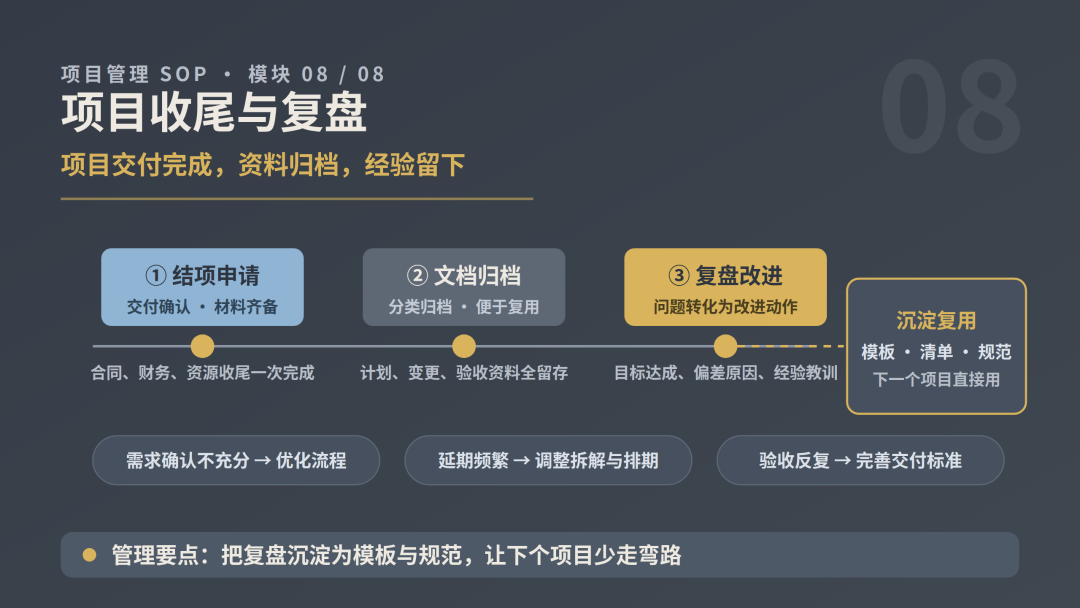 项目管理 SOP · 模块 08 / 08
08
项目收尾与复盘
项目交付完成，资料归档，经验留下
① 结项申请
交付确认 · 材料齐备
合同、财务、资源收尾一次完成
② 文档归档
分类归档 · 便于复用
计划、变更、验收资料全留存
③ 复盘改进
问题转化为改进动作
目标达成、偏差原因、经验教训
沉淀复用
模板 · 清单 · 规范
下一个项目直接用
需求确认不充分 → 优化流程
延期频繁 → 调整拆解与排期
验收反复 → 完善交付标准
管理要点：把复盘沉淀为模板与规范，让下个项目少走弯路